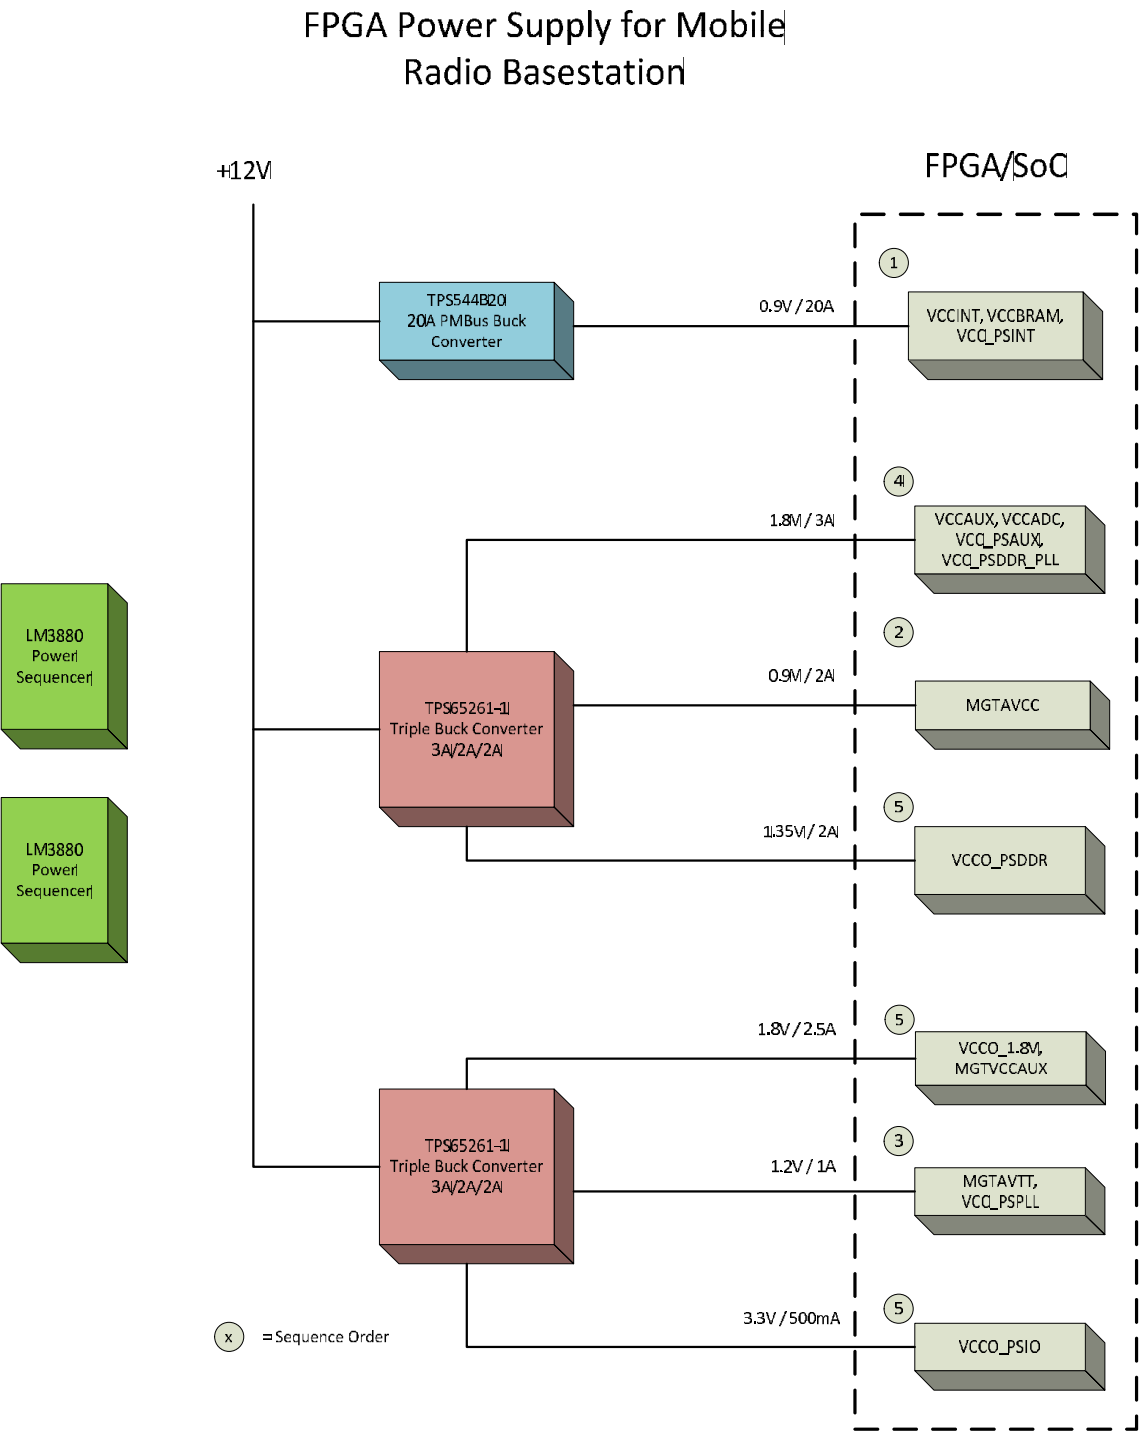 FPGA Power Supply for Mobile
Radio Basestation
+12V
FPGA/SoC
1
TPS544B20
20A PMBus Buck
Converter
0.9V / 20A
VCCINT, VCCBRAM,
VCC_PSINT
4
1.8V / 3A
VCCAUX, VCCADC,
VCC_PSAUX,
VCC_PSDDR_PLL
LM3880
Power
Sequencer
2
0.9V / 2A
MGTAVCC
TPS65261-1
Triple Buck Converter
3A/2A/2A
5
1.35V / 2A
VCCO_PSDDR
LM3880
Power
Sequencer
5
1.8V / 2.5A
VCCO_1.8V,
MGTVCCAUX
3
TPS65261-1
Triple Buck Converter
3A/2A/2A
1.2V / 1A
MGTAVTT,
VCC_PSPLL
5
3.3V / 500mA
VCCO_PSIO
x =Sequence Order